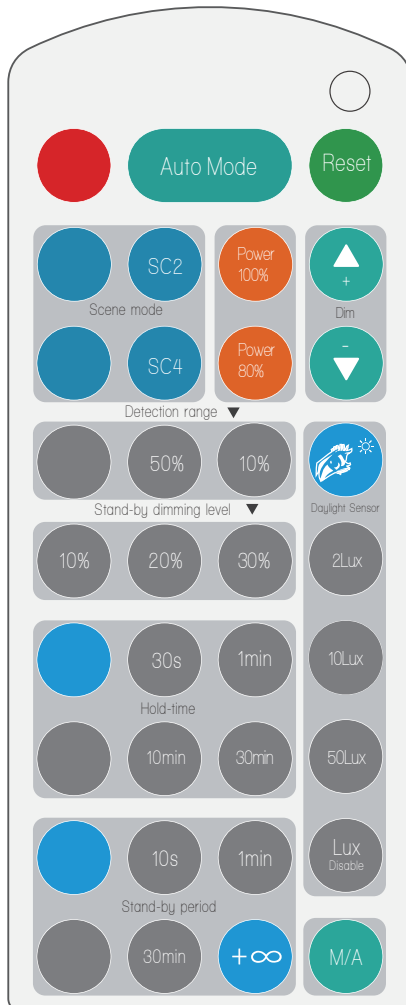 Auto Mode
Reset
SC2
Power
100%
+
Scene mode
Dim
SC4
Power
80%
-
Detection range ▼
50%
10%
Stand-by dimming level ▼
Daylight Sensor
10%
20%
30%
2Lux
30s
1min
10Lux
Hold-time
10min
30min
50Lux
10s
1min
Lux
Disable
Stand-by period
30min
+∞
M/A